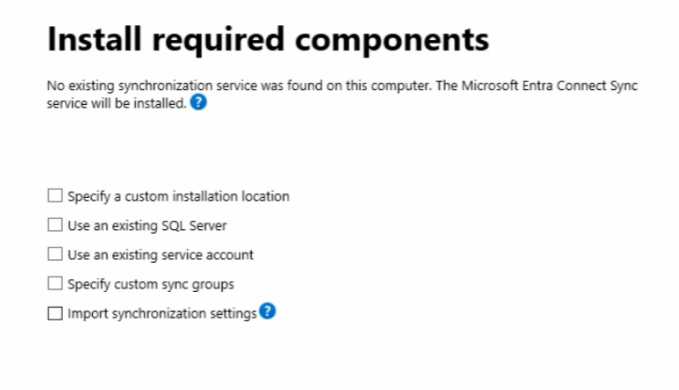 Install required components
No existing synchronization service was found on this computer. The Microsoft Entra Connect Sync
service will be installed. ?
Specify a custom installation location
Use an existing SQL Server
Use an existing service account
Specify custom sync groups
Import synchronization settings ?